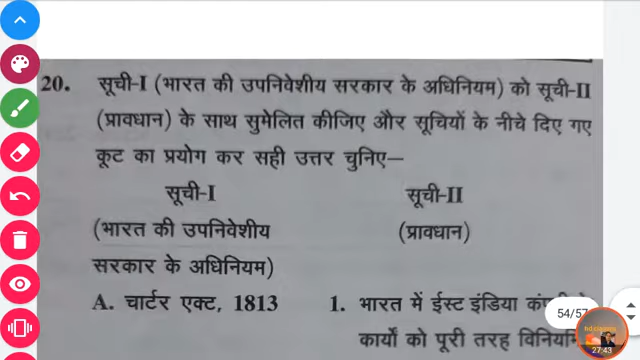 20. सूची-I (भारत की उपनिवेशीय सरकार के अधिनियम) को सूची-II
(प्रावधान) के साथ सुमेलित कीजिए और सूचियों के नीचे दिए गए
कूट का प्रयोग कर सही उत्तर चुनिए—
सूची-I सूची-II
(भारत की उपनिवेशीय (प्रावधान)
सरकार के अधिनियम)
A. चार्टर एक्ट, 1813 1. भारत में ईस्ट इंडिया
54/57
कार्यों को पूरी तरह
27:43